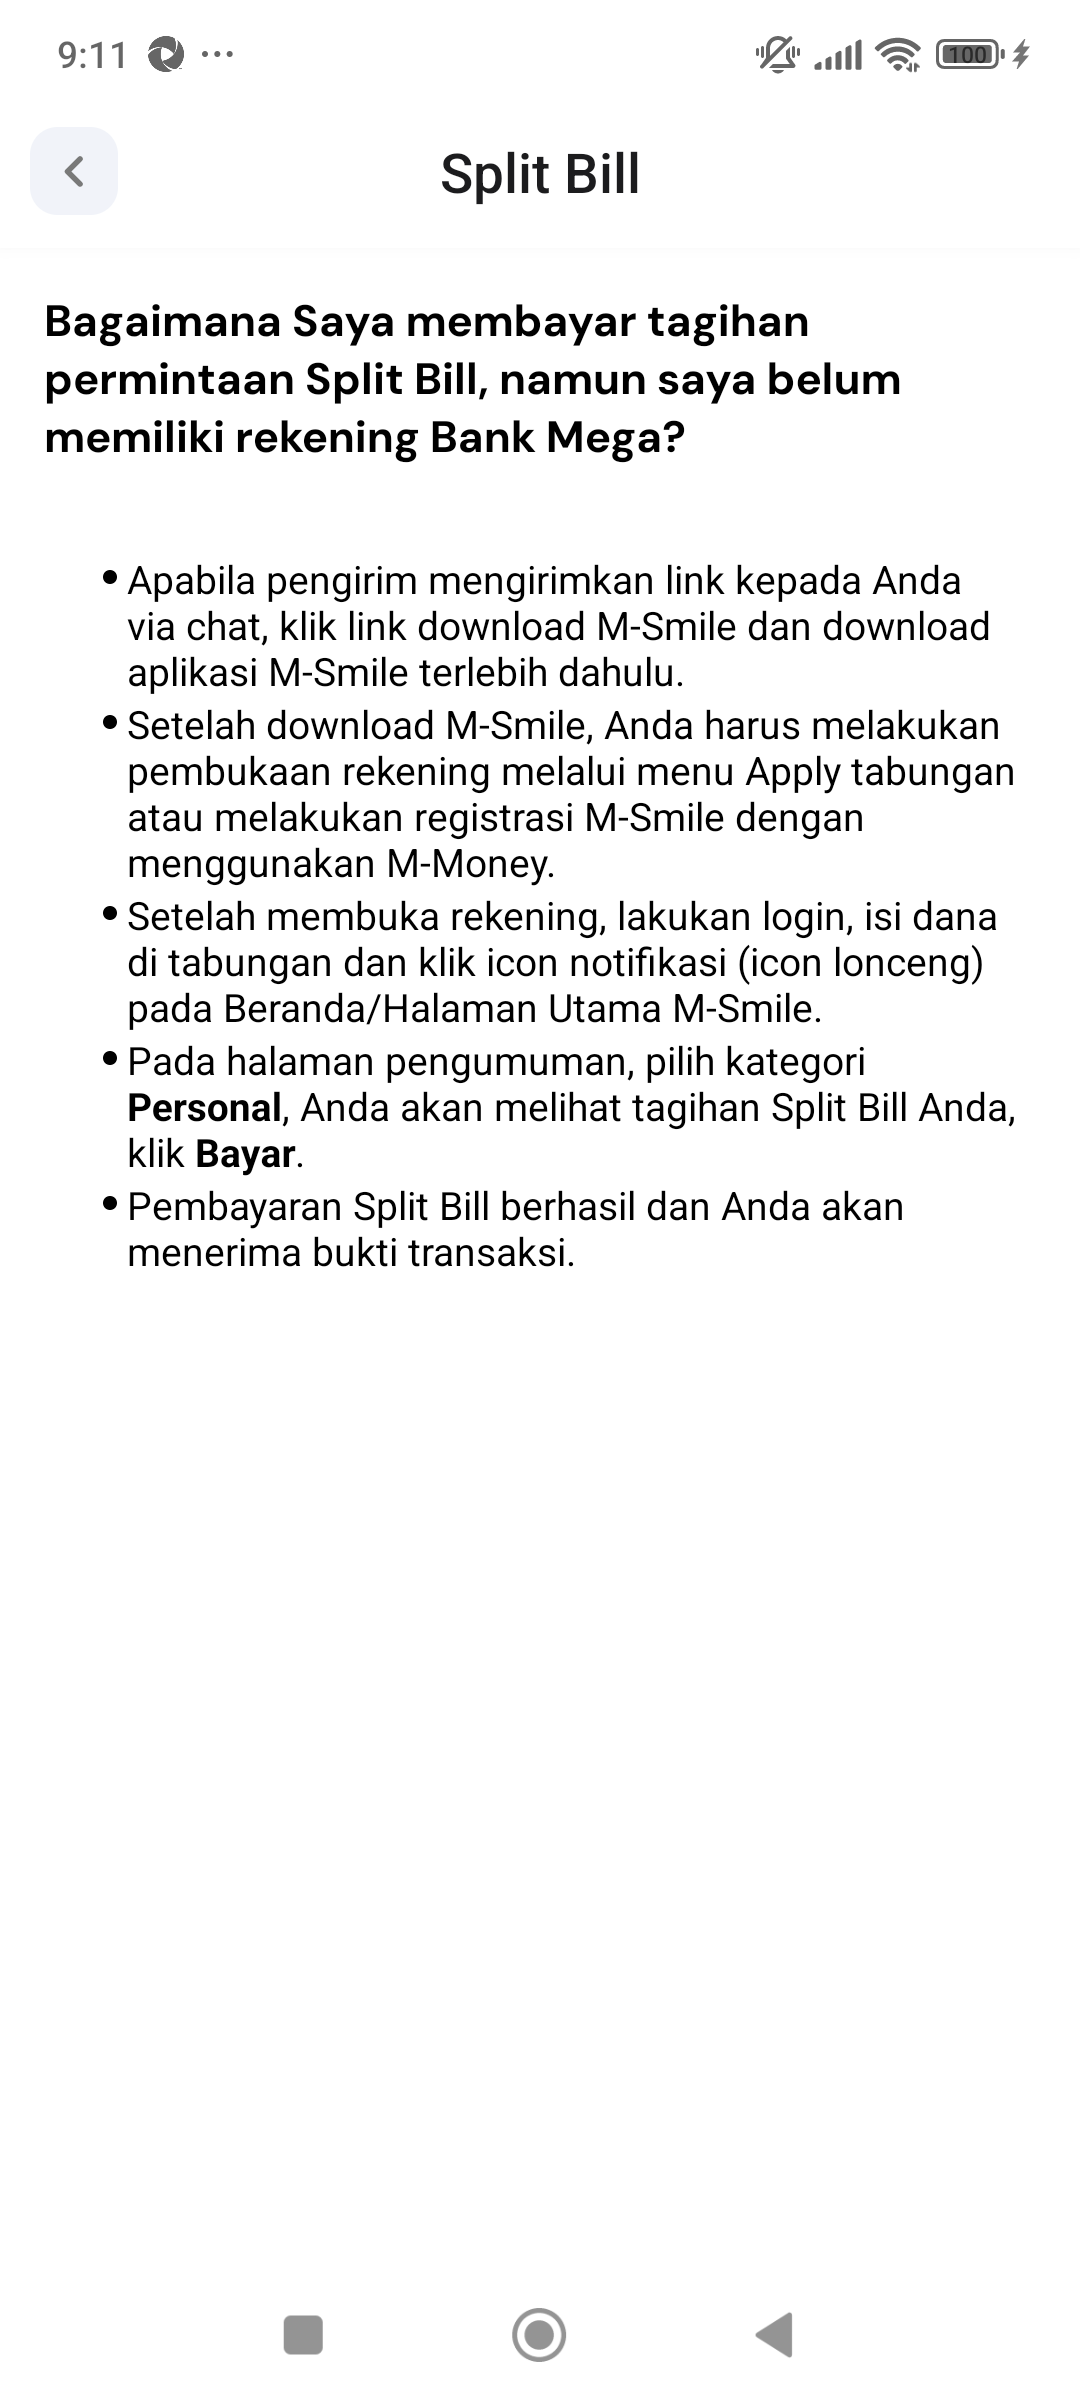 9:11
100
Split Bill
Bagaimana Saya membayar tagihan
permintaan Split Bill, namun saya belum
memiliki rekening Bank Mega?
• Apabila pengirim mengirimkan link kepada Anda
via chat, klik link download M-Smile dan download
aplikasi M-Smile terlebih dahulu.
• Setelah download M-Smile, Anda harus melakukan
pembukaan rekening melalui menu Apply tabungan
atau melakukan registrasi M-Smile dengan
menggunakan M-Money.
• Setelah membuka rekening, lakukan login, isi dana
di tabungan dan klik icon notifikasi (icon lonceng)
pada Beranda/Halaman Utama M-Smile.
• Pada halaman pengumuman, pilih kategori
Personal, Anda akan melihat tagihan Split Bill Anda,
klik Bayar.
• Pembayaran Split Bill berhasil dan Anda akan
menerima bukti transaksi.